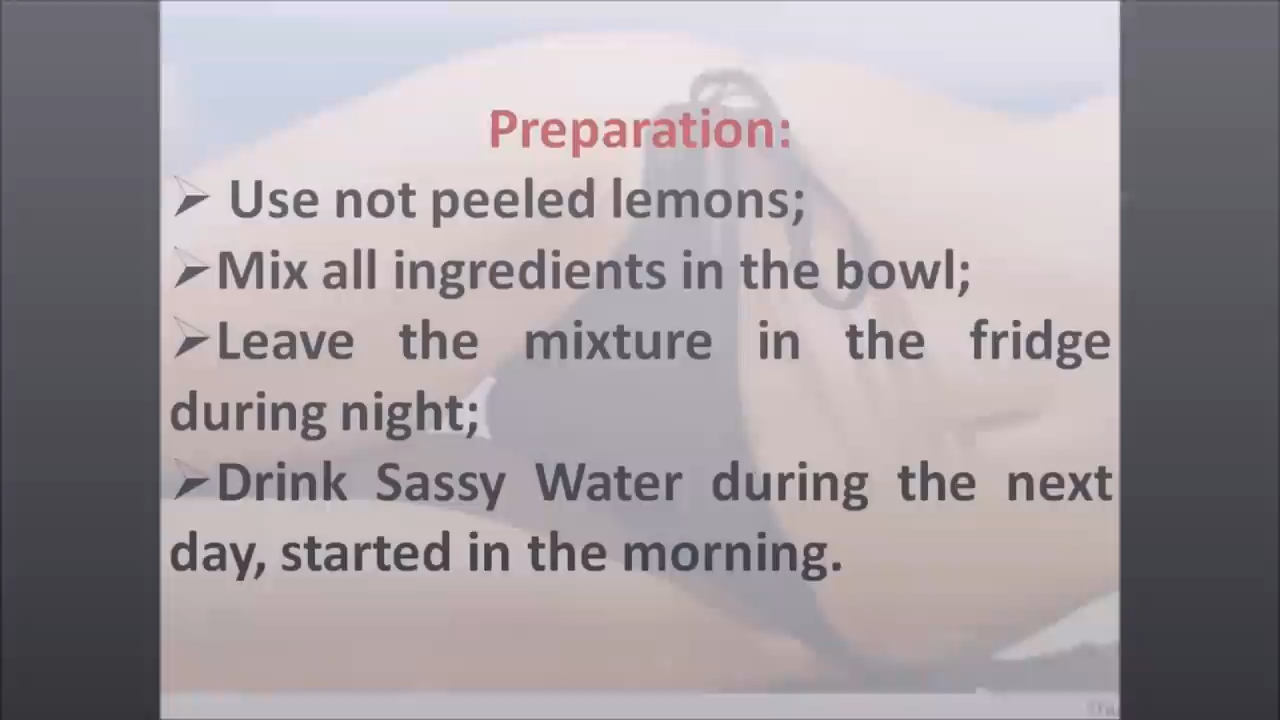 Preparation:
➢ Use not peeled lemons;
➢Mix all ingredients in the bowl;
➢Leave the mixture in the fridge
during night;
➢Drink Sassy Water during the next
day, started in the morning.